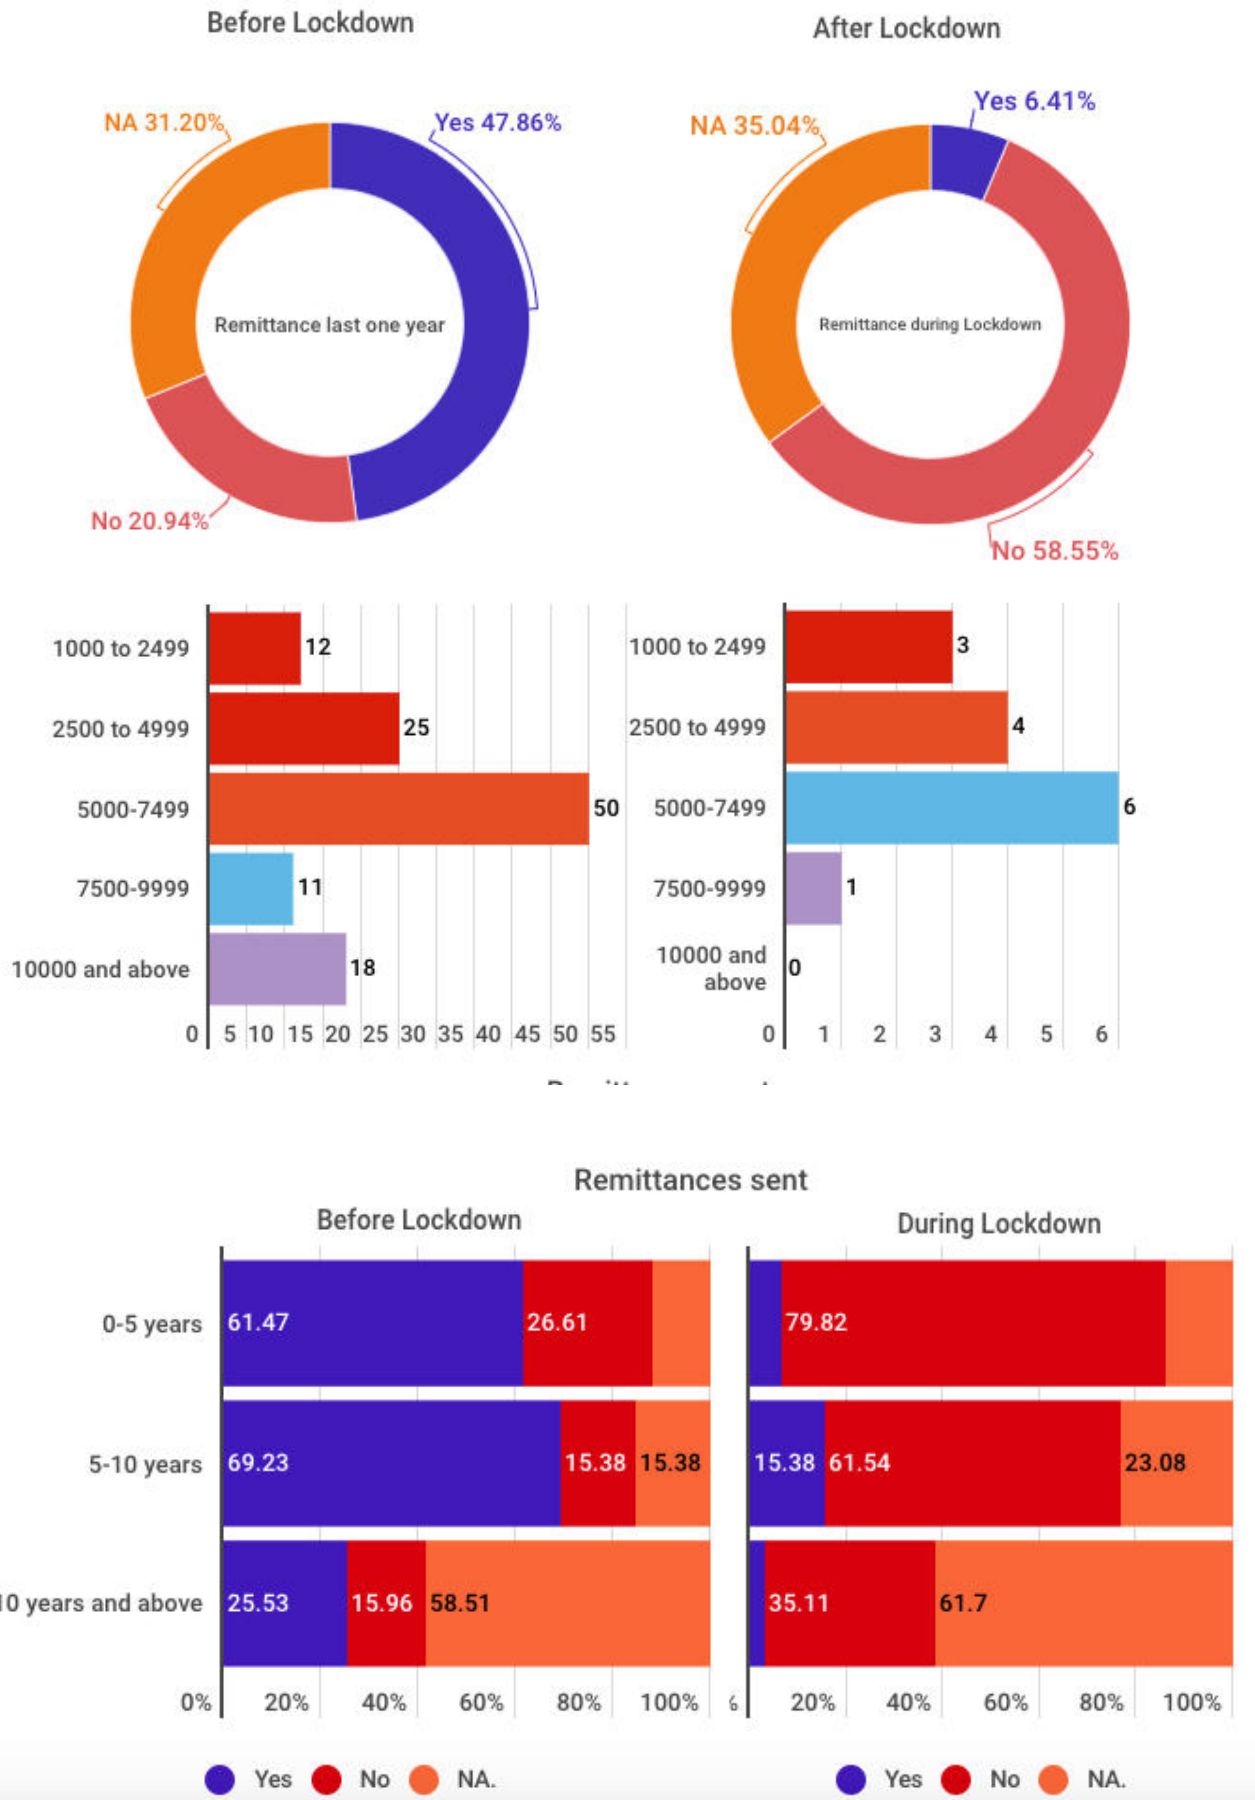 Before Lockdown
After Lockdown
NA 31.20%
Yes 47.86%
Remittance last one year
No 20.94%
NA 35.04%
Yes 6.41%
Remittance during Lockdown
No 58.55%
1000 to 2499
12
2500 to 4999
25
5000-7499
50
7500-9999
11
10000 and above
18
0 5 10 15 20 25 30 35 40 45 50 55
1000 to 2499
3
2500 to 4999
4
5000-7499
6
7500-9999
1
10000 and
above
0
0 1 2 3 4 5 6
Remittances sent
Before Lockdown
0-5 years
61.47 26.61
5-10 years
69.23 15.38 15.38
10 years and above
25.53 15.96 58.51
0% 20% 40% 60% 80% 100%
Yes No NA.
During Lockdown
79.82
15.38 61.54 23.08
35.11 61.7
% 20% 40% 60% 80% 100%
Yes No NA.